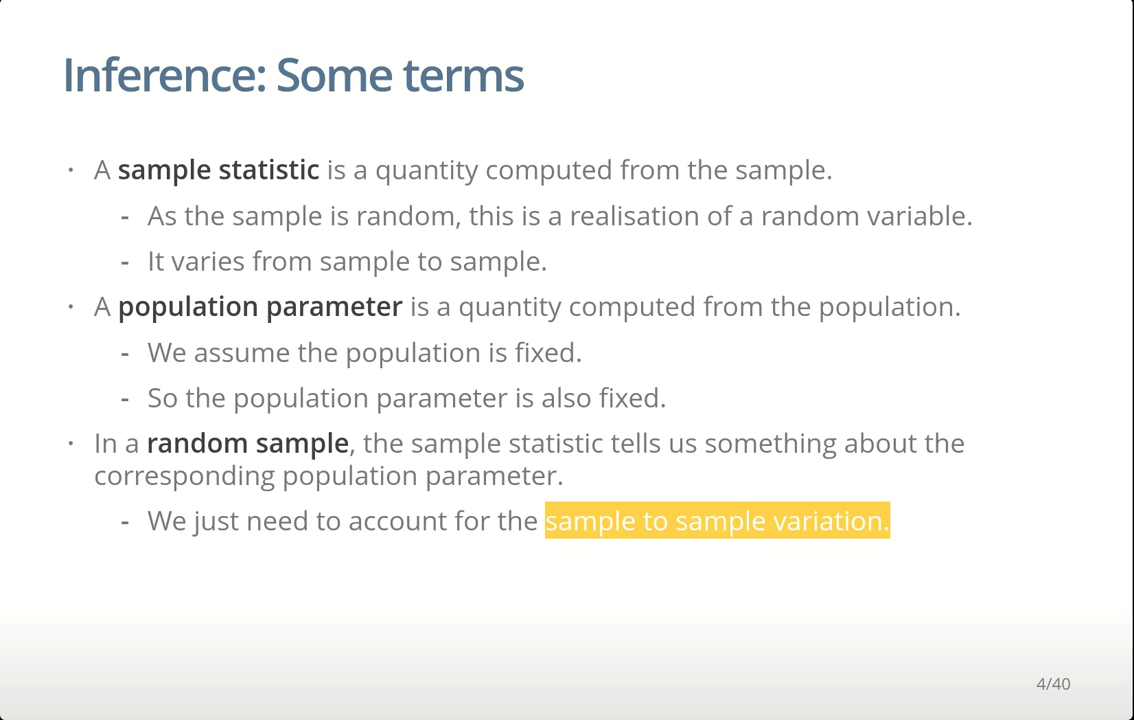 Inference: Some terms
· A sample statistic is a quantity computed from the sample.
- As the sample is random, this is a realisation of a random variable.
- It varies from sample to sample.
· A population parameter is a quantity computed from the population.
- We assume the population is fixed.
- So the population parameter is also fixed.
· In a random sample, the sample statistic tells us something about the
corresponding population parameter.
- We just need to account for the sample to sample variation.
4/40